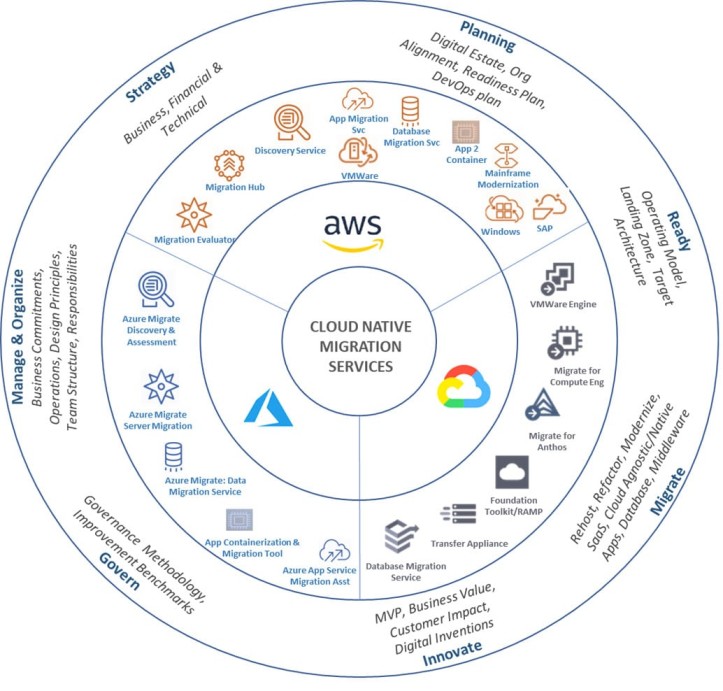 Planning
Digital Estate, Org
Alignment, Readiness Plan,
DevOps plan
Strategy
Business, Financial &
Technical
Ready
Operating Model,
Landing Zone, Target
Architecture
Migrate
Rehost, Refactor, Modernize,
SaaS, Cloud Agnostic/Native
Apps, Database, Middleware
Innovate
MVP, Business Value,
Customer Impact,
Digital Inventions
Govern
Governance Methodology,
Improvement Benchmarks
Manage & Organize
Business Commitments,
Operations, Design Principles,
Team Structure, Responsibilities
Migration Evaluator
Migration Hub
Discovery Service
App Migration
Svc
VMWare
Database
Migration Svc
App 2
Container
Mainframe
Modernization
Windows
SAP
SAP
aws
CLOUD NATIVE
MIGRATION
SERVICES
VMWare Engine
Migrate for
Compute Eng
Migrate for
Anthos
Foundation
Toolkit/RAMP
Transfer Appliance
Database Migration
Service
Azure Migrate
Discovery &
Assessment
Azure Migrate
Server Migration
Azure Migrate: Data
Migration Service
App Containerization &
Migration Tool
Azure App Service
Migration Asst